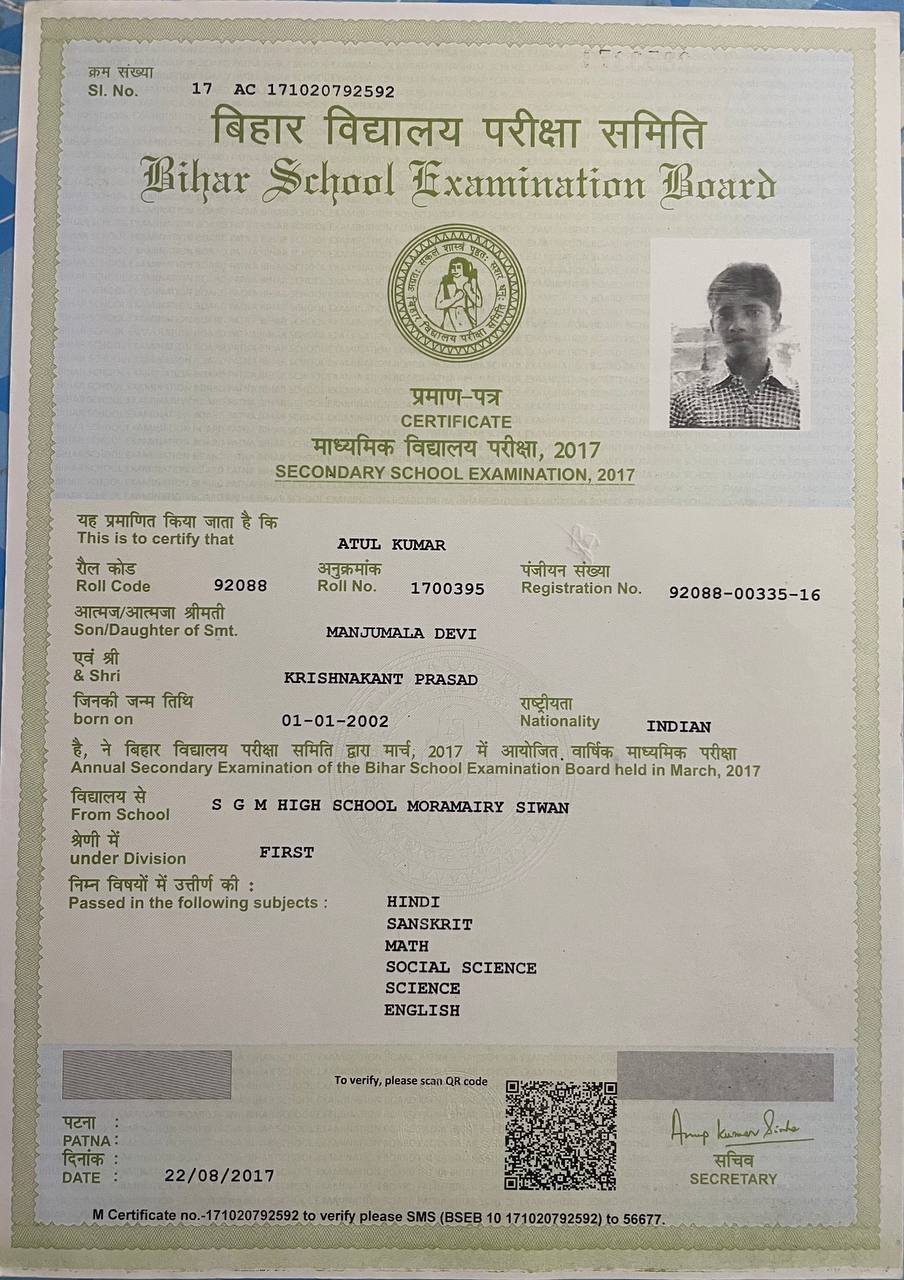 क्रम संख्या
Sl. No. 17 AC 171020792592
बिहार विद्यालय परीक्षा समिति
Bihar School Examination Board
बिहार विद्यालय परीक्षा समिति
प्रमाण-पत्र
CERTIFICATE
माध्यमिक विद्यालय परीक्षा, 2017
SECONDARY SCHOOL EXAMINATION, 2017
यह प्रमाणित किया जाता है कि
This is to certify that ATUL KUMAR
रौल कोड अनुक्रमांक पंजीयन संख्या
Roll Code 92088 Roll No. 1700395 Registration No. 92088-00335-16
आत्मज/आत्मजा श्रीमती
Son/Daughter of Smt. MANJUMALA DEVI
एवं श्री
& Shri KRISHNAKANT PRASAD
जिनकी जन्म तिथि राष्ट्रीयता
born on 01-01-2002 Nationality INDIAN
है, ने बिहार विद्यालय परीक्षा समिति द्वारा मार्च, 2017 में आयोजित वार्षिक माध्यमिक परीक्षा
Annual Secondary Examination of the Bihar School Examination Board held in March, 2017
विद्यालय से
From School S G M HIGH SCHOOL MORAMAIRY SIWAN
श्रेणी में
under Division FIRST
निम्न विषयों में उत्तीर्ण की :
Passed in the following subjects : HINDI
SANSKRIT
MATH
SOCIAL SCIENCE
SCIENCE
ENGLISH
To verify, please scan QR code
Anup Kumar Sinha
पटना :
PATNA :
दिनांक : सचिव
DATE : 22/08/2017 SECRETARY
M Certificate no.-171020792592 to verify please SMS (BSEB 10 171020792592) to 56677.